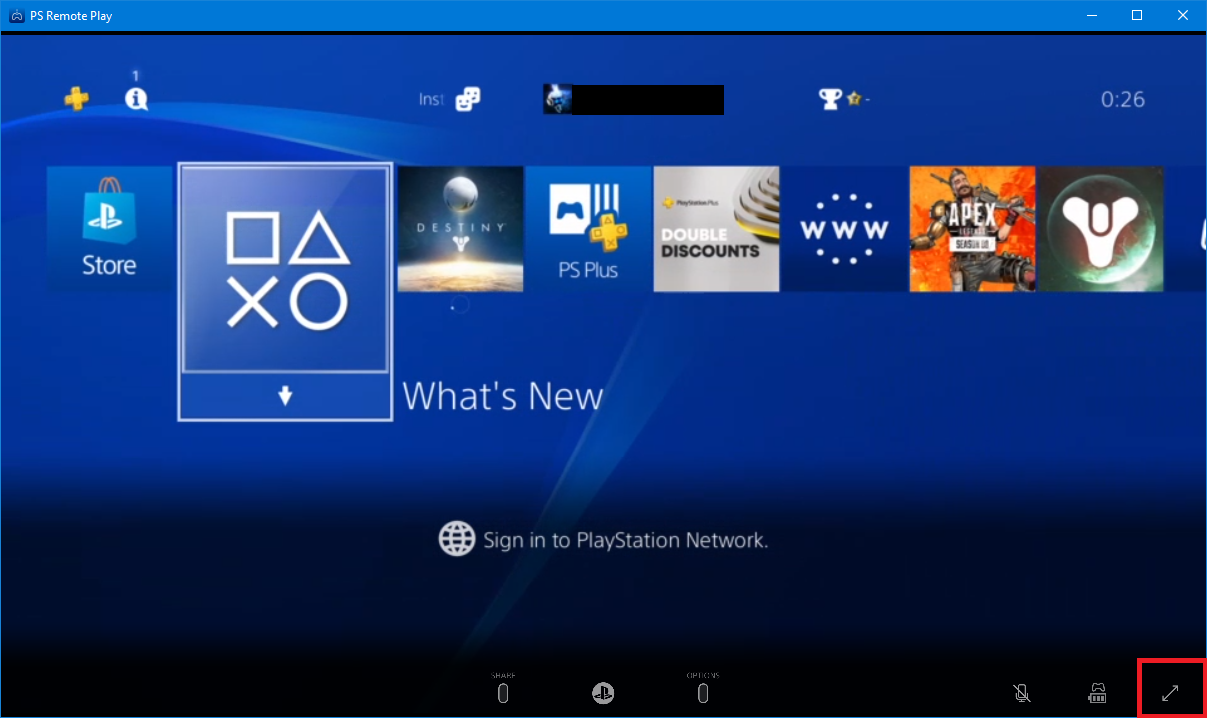 PS Remote Play
1
Inst
0:26
Store
DESTINY
PS Plus
PlayStation Plus
DOUBLE
DISCOUNTS
WWW
APEX
LEGENDS
What's New
Sign in to PlayStation Network.
SHARE
OPTIONS